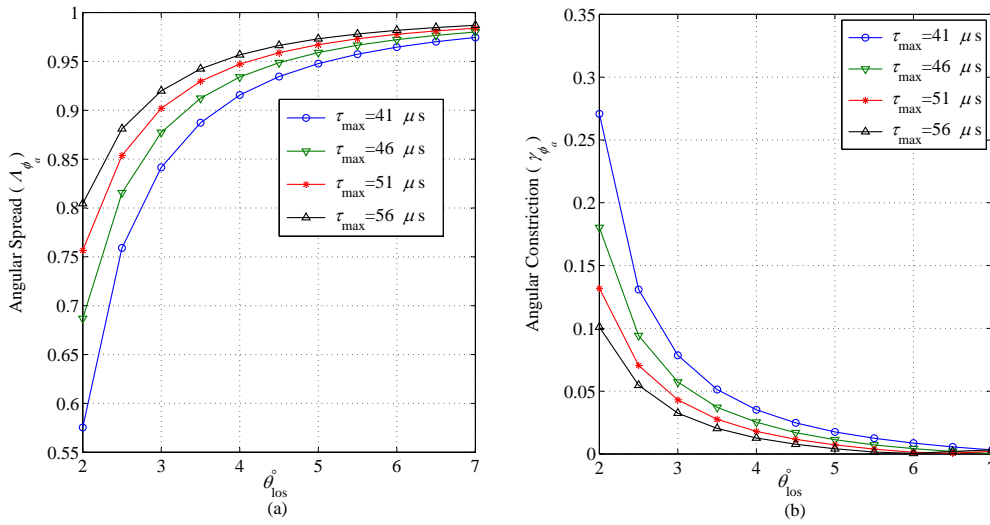 1
0.95
0.9
0.85
0.8
0.75
0.7
0.65
0.6
0.55
2 3 4 5 6 7
Angular Spread ( Λϕa )
θ°los
(a)
τmax=41 μs
τmax=46 μs
τmax=51 μs
τmax=56 μs
0.35
0.3
0.25
0.2
0.15
0.1
0.05
0
2 3 4 5 6 7
Angular Constriction ( γϕa )
θ°los
(b)
τmax=41 μs
τmax=46 μs
τmax=51 μs
τmax=56 μs